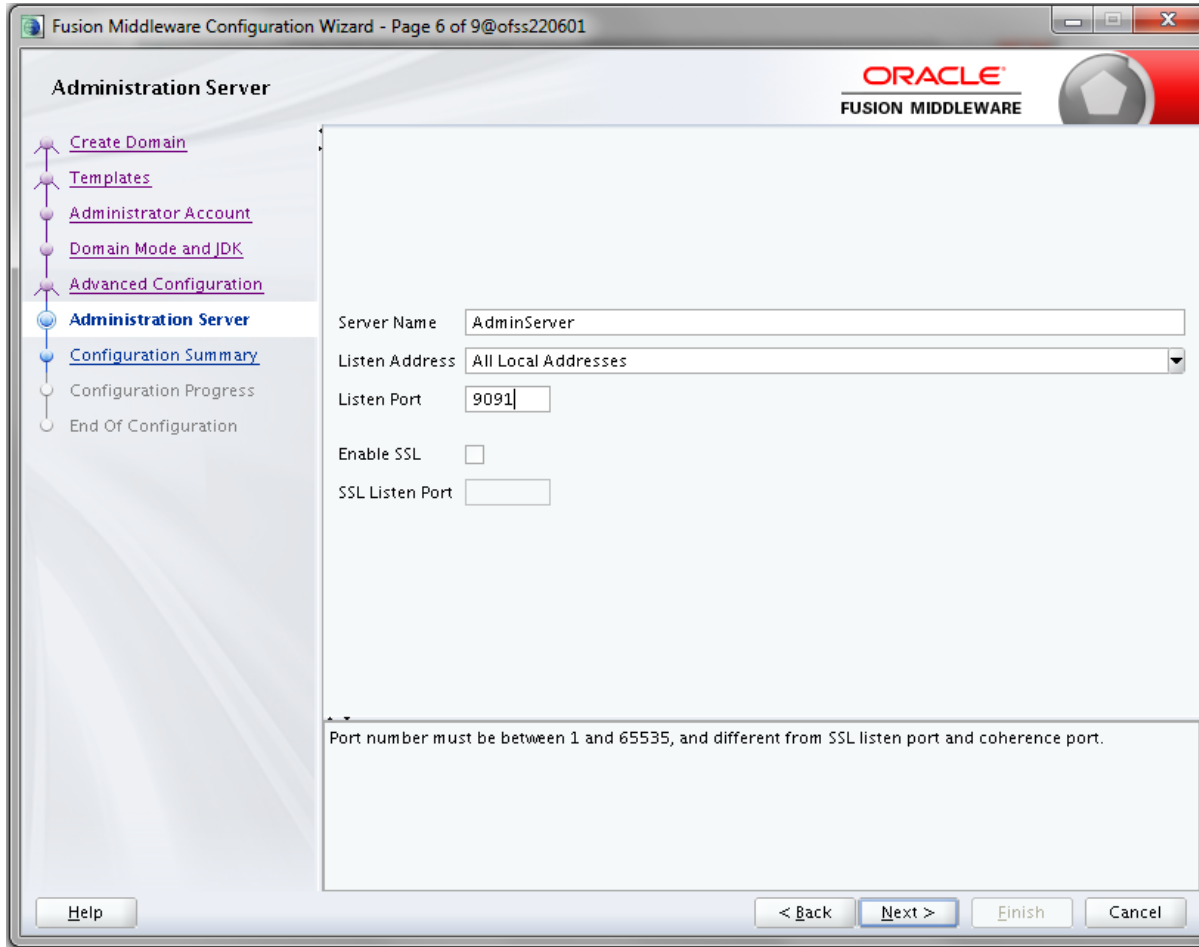 Fusion Middleware Configuration Wizard - Page 6 of 9@ofss220601
Administration Server
ORACLE
FUSION MIDDLEWARE
Create Domain
Templates
Administrator Account
Domain Mode and JDK
Advanced Configuration
Administration Server
Configuration Summary
Configuration Progress
End Of Configuration
Server Name AdminServer
Listen Address All Local Addresses
Listen Port 9091
Enable SSL
SSL Listen Port
Port number must be between 1 and 65535, and different from SSL listen port and coherence port.
Help < Back Next > Finish Cancel